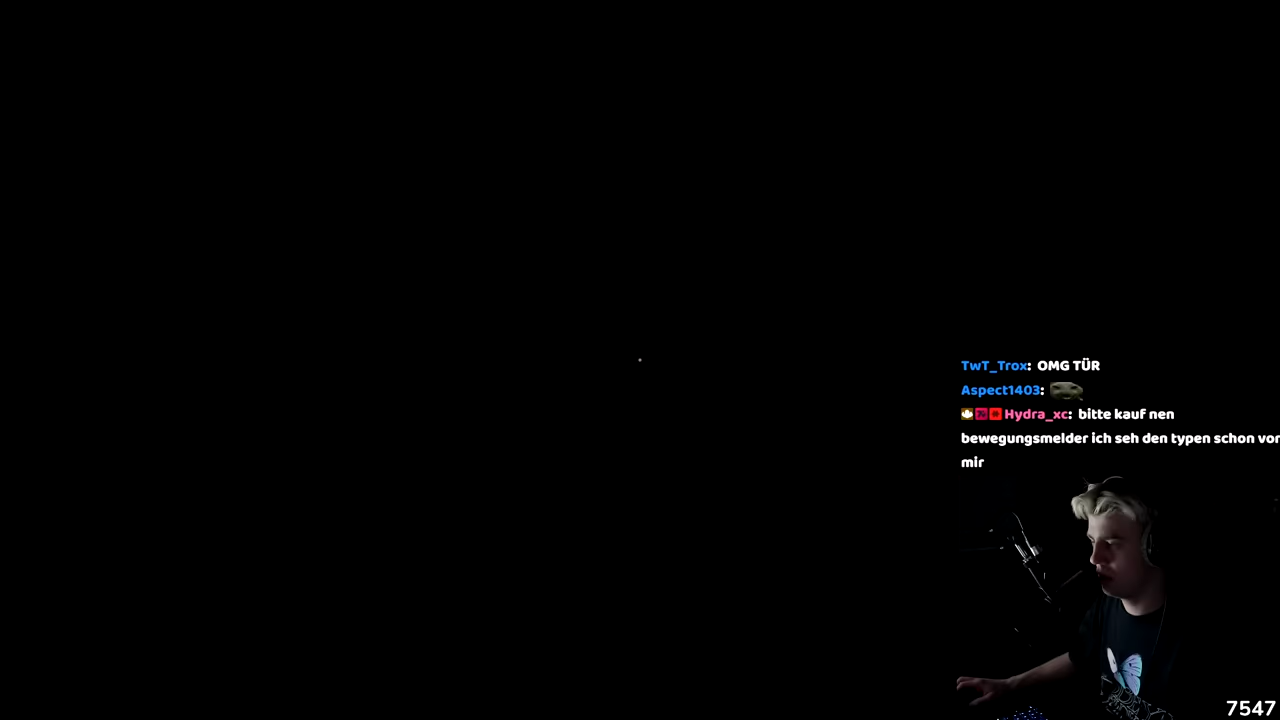 TwT_Trox: OMG TÜR
Aspect1403:
Hydra_xc: bitte kauf nen
bewegungsmelder ich seh den typen schon vor
mir
7547